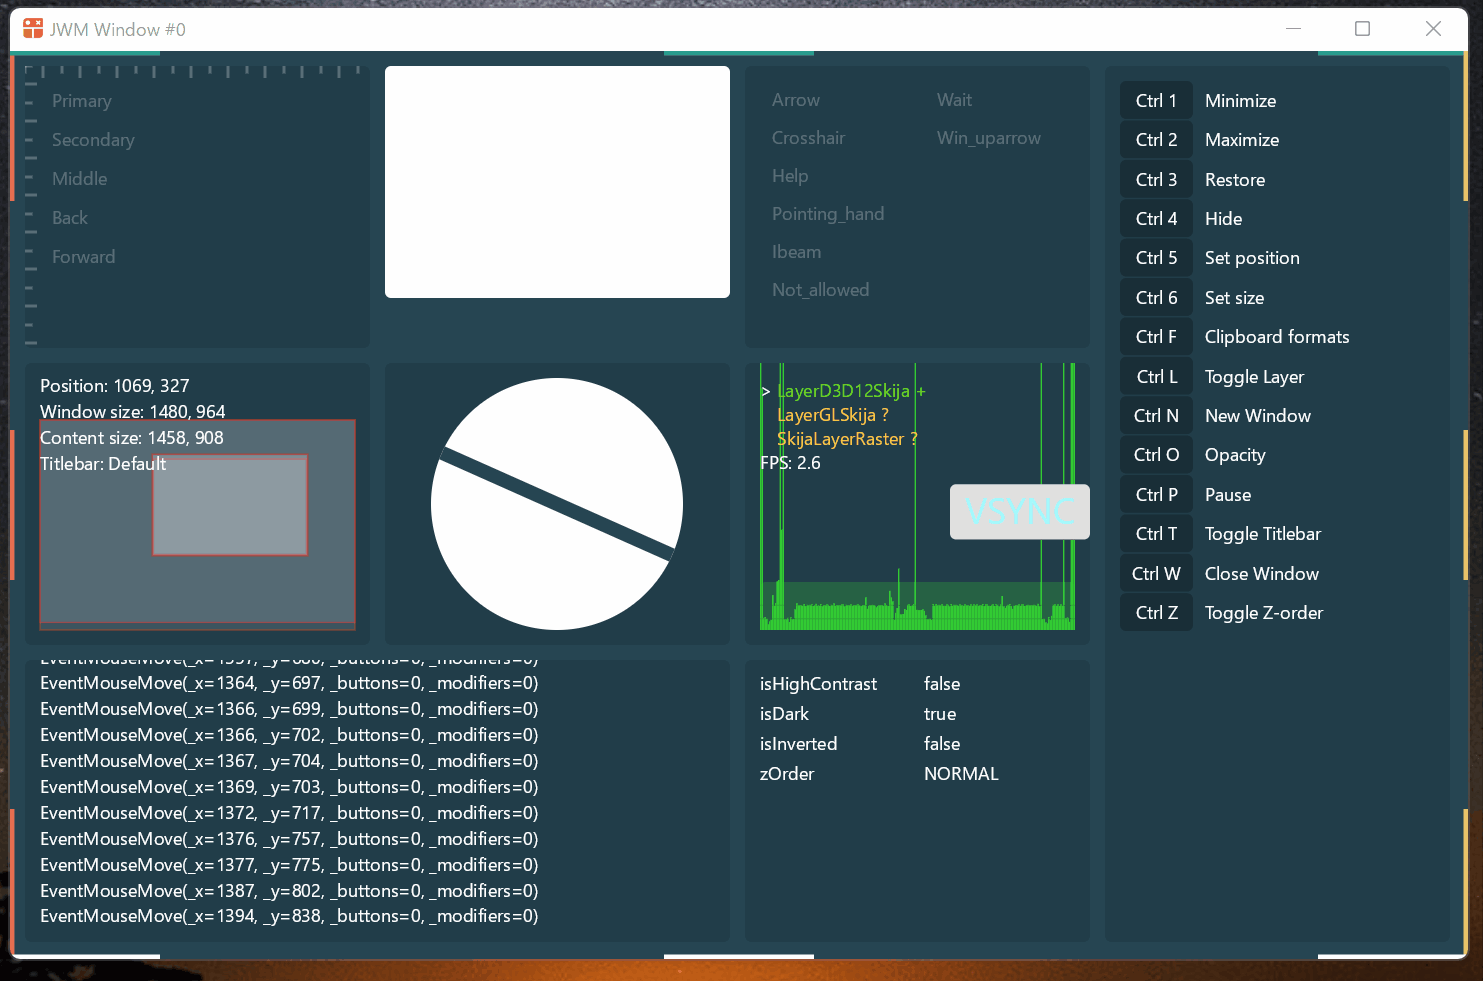 JWM Window #0
Primary
Secondary
Middle
Back
Forward
Arrow
Crosshair
Help
Pointing_hand
Ibeam
Not_allowed
Wait
Win_uparrow
Ctrl 1 Minimize
Ctrl 2 Maximize
Ctrl 3 Restore
Ctrl 4 Hide
Ctrl 5 Set position
Ctrl 6 Set size
Ctrl F Clipboard formats
Ctrl L Toggle Layer
Ctrl N New Window
Ctrl O Opacity
Ctrl P Pause
Ctrl T Toggle Titlebar
Ctrl W Close Window
Ctrl Z Toggle Z-order
Position: 1069, 327
Window size: 1480, 964
Content size: 1458, 908
Titlebar: Default
> LayerD3D12Skija +
LayerGLSkija ?
SkijaLayerRaster ?
FPS: 2.6
VSYNC
EventMouseMove(_x=1364, _y=697, _buttons=0, _modifiers=0)
EventMouseMove(_x=1366, _y=699, _buttons=0, _modifiers=0)
EventMouseMove(_x=1366, _y=702, _buttons=0, _modifiers=0)
EventMouseMove(_x=1367, _y=704, _buttons=0, _modifiers=0)
EventMouseMove(_x=1369, _y=703, _buttons=0, _modifiers=0)
EventMouseMove(_x=1372, _y=717, _buttons=0, _modifiers=0)
EventMouseMove(_x=1376, _y=757, _buttons=0, _modifiers=0)
EventMouseMove(_x=1377, _y=775, _buttons=0, _modifiers=0)
EventMouseMove(_x=1387, _y=802, _buttons=0, _modifiers=0)
EventMouseMove(_x=1394, _y=838, _buttons=0, _modifiers=0)
isHighContrast false
isDark true
isInverted false
zOrder NORMAL